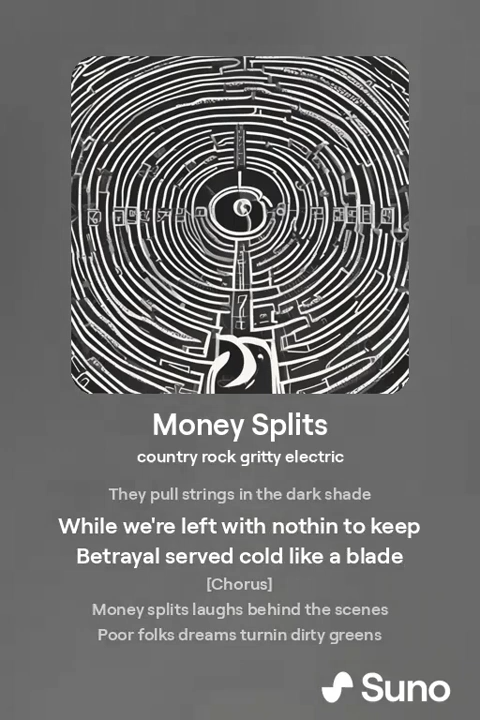 Money Splits
country rock gritty electric
They pull strings in the dark shade
While we're left with nothin to keep
Betrayal served cold like a blade
[Chorus]
Money splits laughs behind the scenes
Poor folks dreams turnin dirty greens
Suno